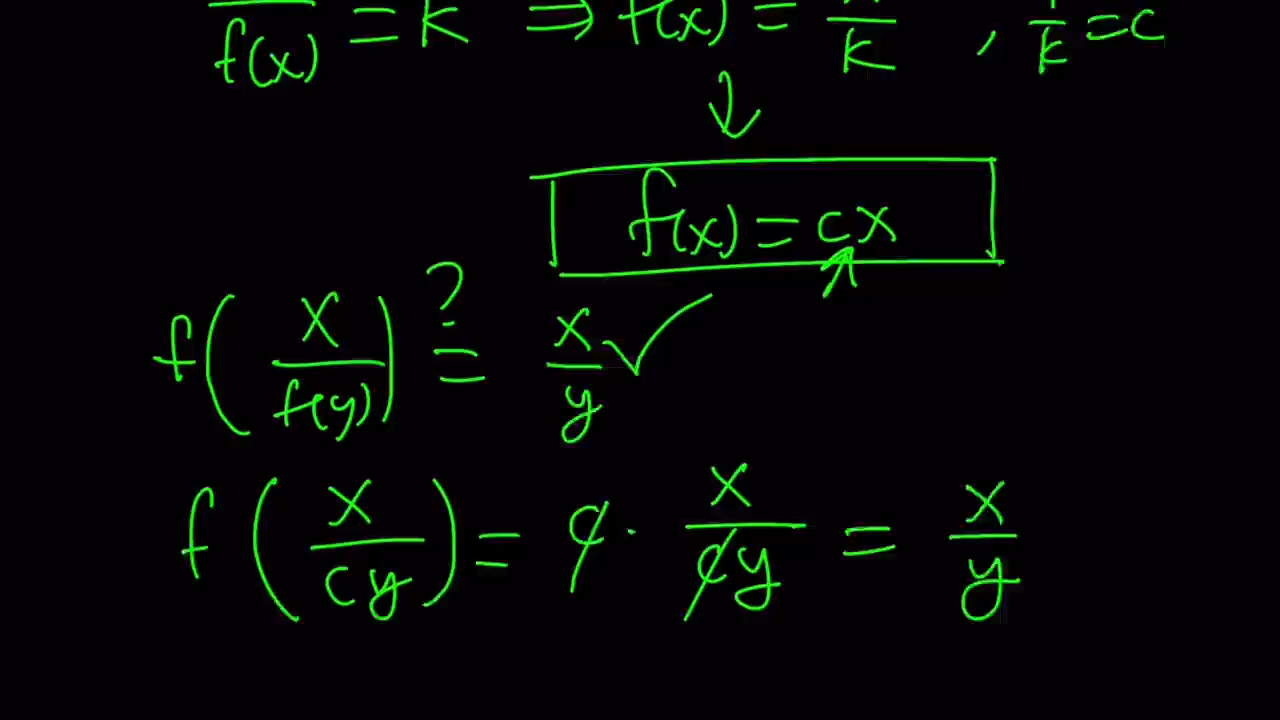 f(x) = k ⇒ f(x) = x/k , 1/k = c
↓
f(x) = cx
f(x/f(y)) ?= x/y ✓
f(x/cy) = c · x/cy = x/y